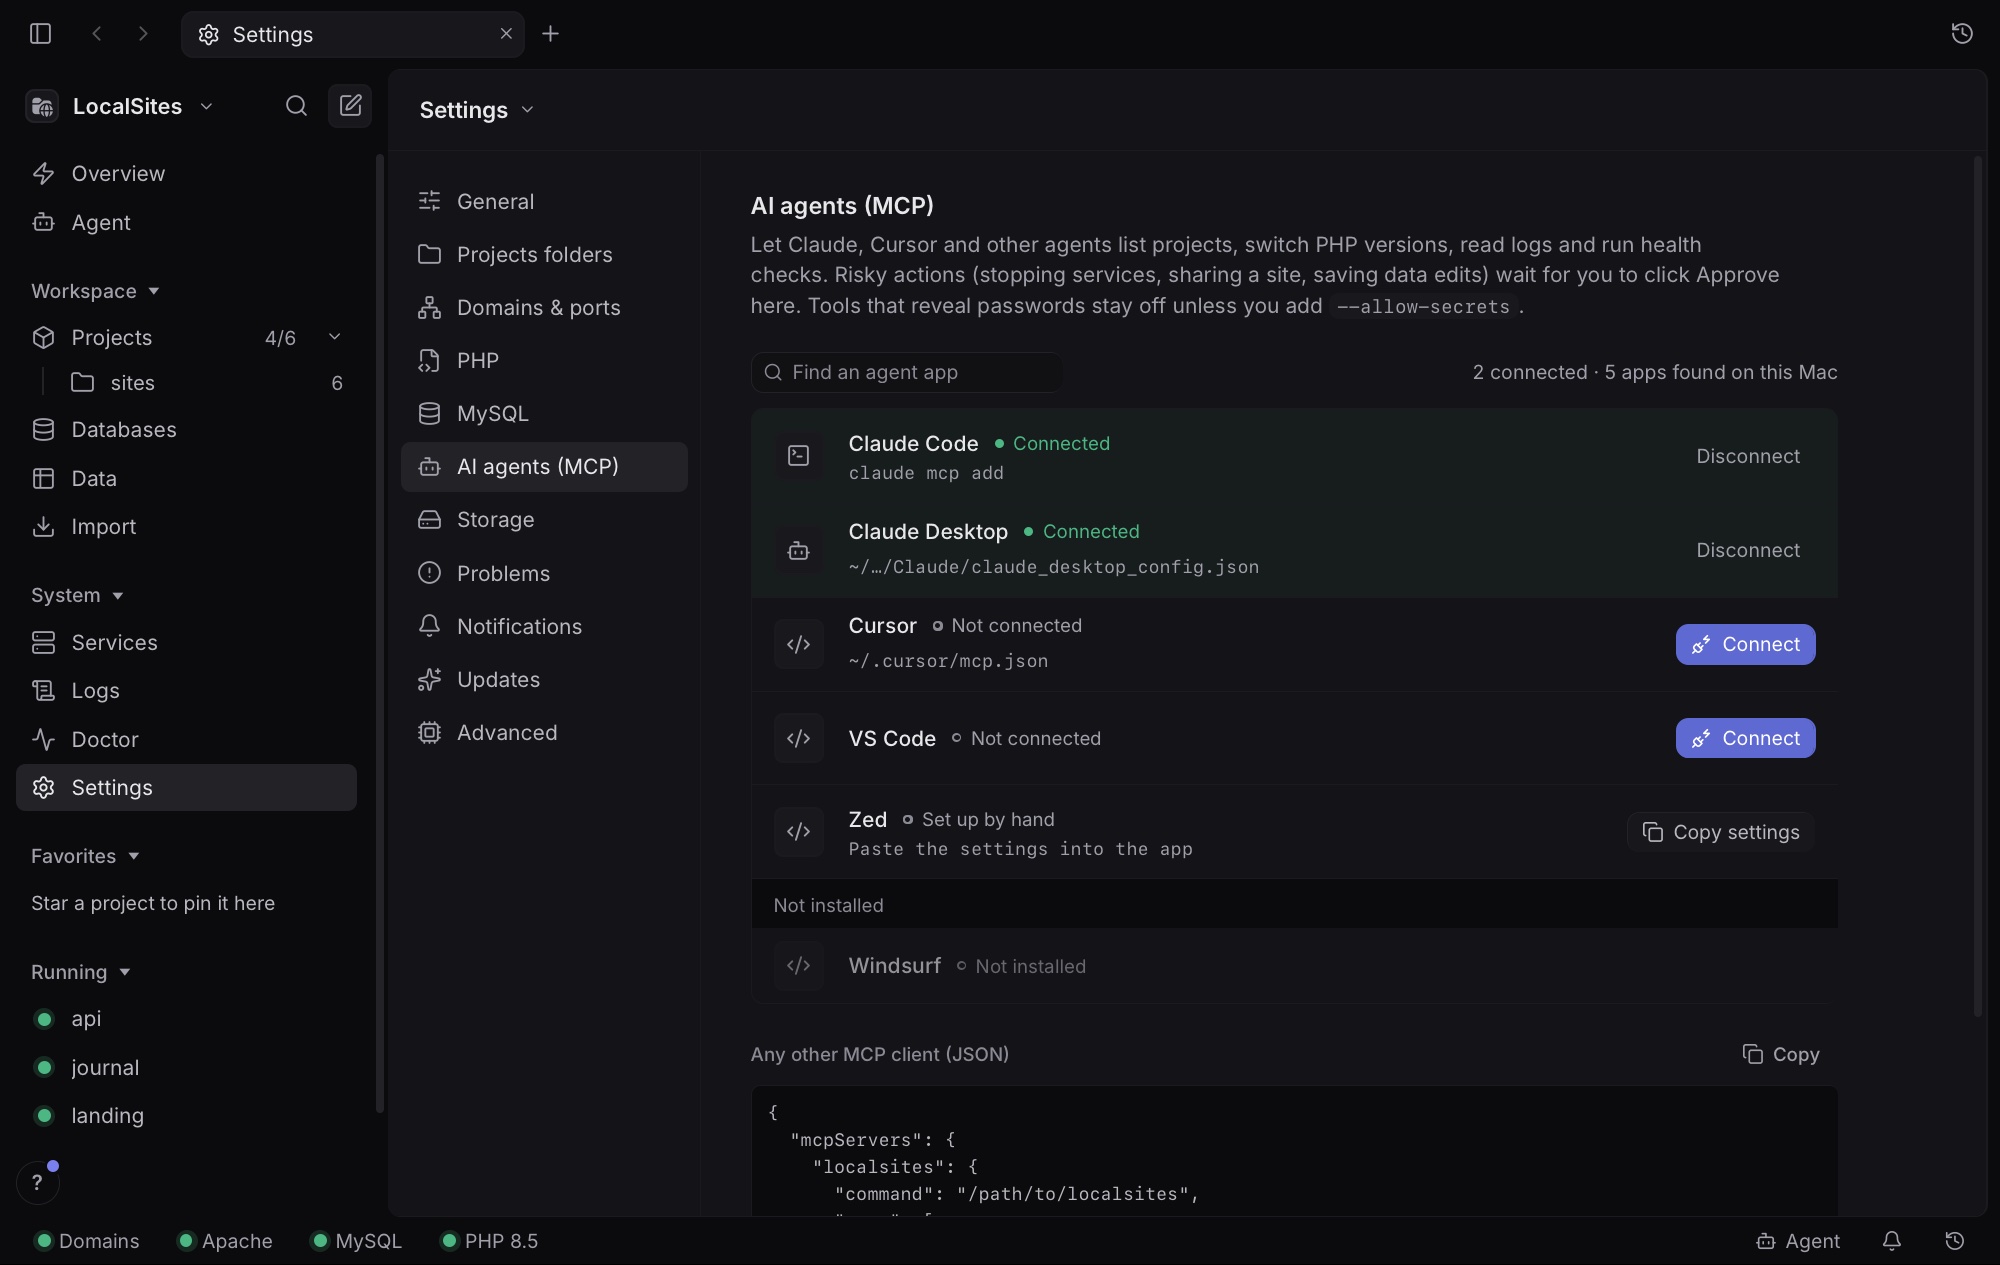 Settings
LocalSites
Overview
Agent
Workspace
Projects 4/6
sites 6
Databases
Data
Import
System
Services
Logs
Doctor
Settings
Favorites
Star a project to pin it here
Running
api
journal
landing
?
Settings
General
Projects folders
Domains & ports
PHP
MySQL
AI agents (MCP)
Storage
Problems
Notifications
Updates
Advanced
AI agents (MCP)
Let Claude, Cursor and other agents list projects, switch PHP versions, read logs and run health
checks. Risky actions (stopping services, sharing a site, saving data edits) wait for you to click Approve
here. Tools that reveal passwords stay off unless you add --allow-secrets .
Find an agent app
2 connected · 5 apps found on this Mac
Claude Code Connected
claude mcp add
Disconnect
Claude Desktop Connected
~/…/Claude/claude_desktop_config.json
Disconnect
Cursor Not connected
~/.cursor/mcp.json
Connect
VS Code Not connected
Connect
Zed Set up by hand
Paste the settings into the app
Copy settings
Not installed
Windsurf Not installed
Any other MCP client (JSON)
Copy
{
"mcpServers": {
"localsites": {
"command": "/path/to/localsites",
Domains Apache MySQL PHP 8.5
Agent